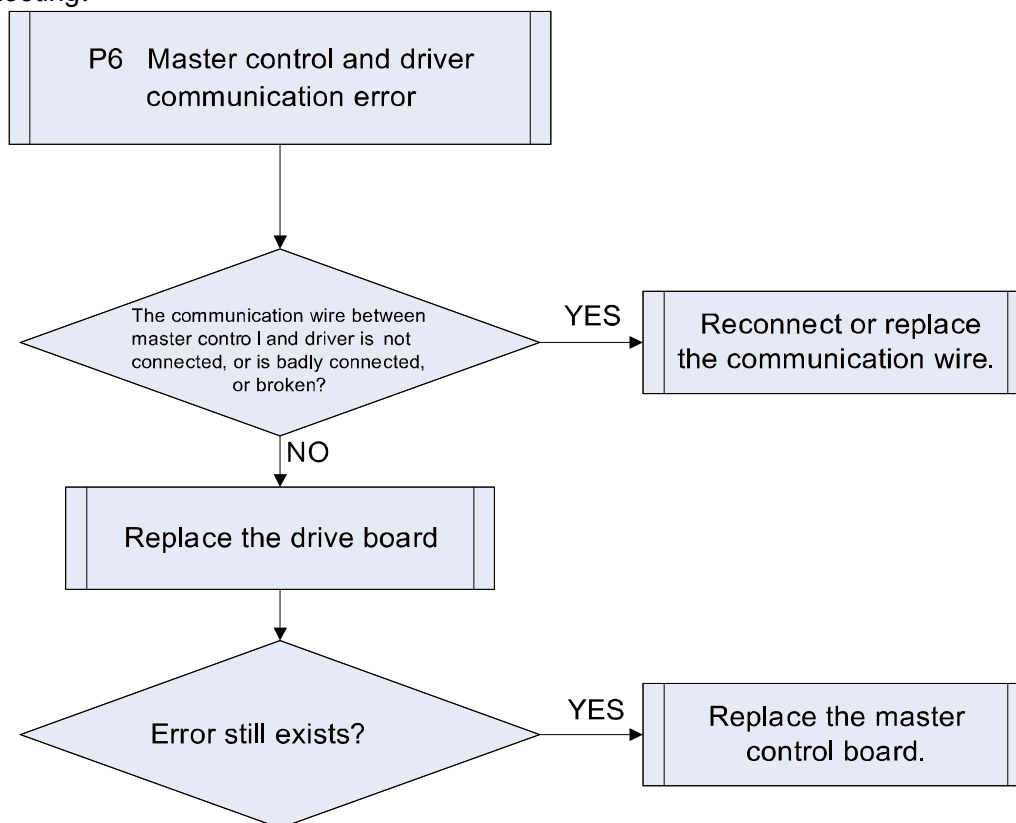 P6 Master control and driver
communication error
The communication wire between
master contro l and driver is not
connected, or is badly connected,
or broken?
YES
Reconnect or replace
the communication wire.
NO
Replace the drive board
Error still exists?
YES
Replace the master
control board.